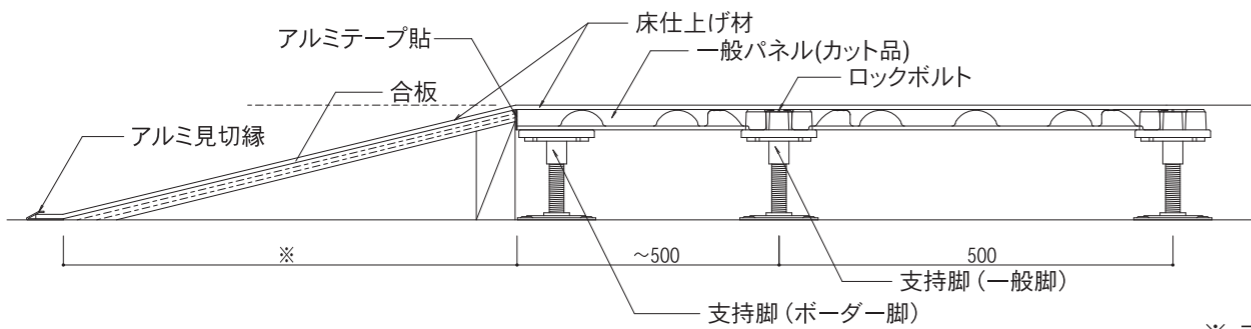 床仕上げ材
アルミテープ貼
一般パネル(カット品)
ロックボルト
合板
アルミ見切縁
※
~500
500
支持脚(一般脚)
支持脚(ボーダー脚)
※